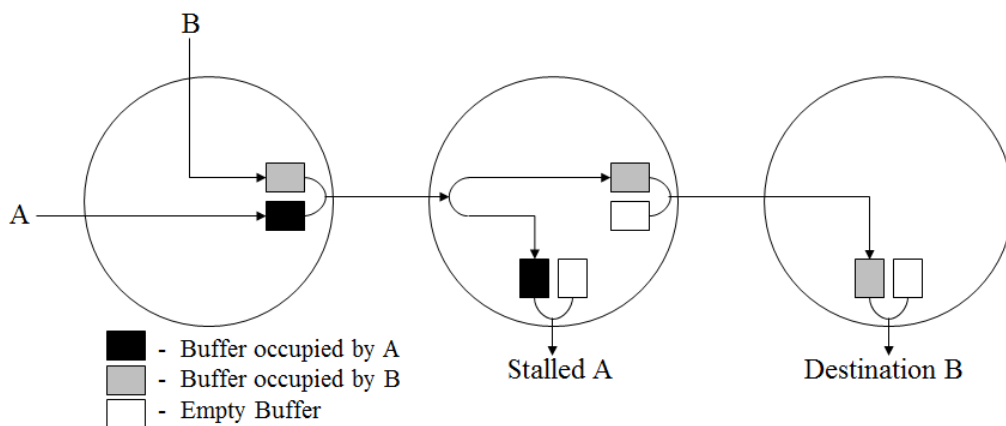 B
A
- Buffer occupied by A
- Buffer occupied by B
- Empty Buffer
Stalled A
Destination B